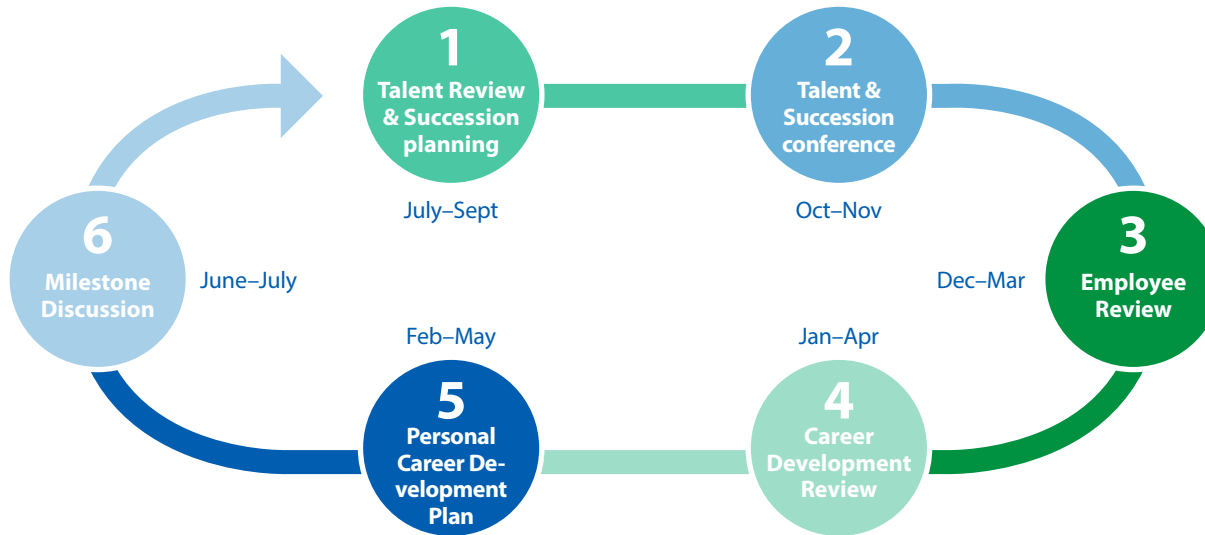 1
Talent Review
& Succession
planning
July–Sept
2
Talent &
Succession
conference
Oct–Nov
3
Employee
Review
Dec–Mar
4
Career
Development
Review
Jan–Apr
5
Personal
Career De-
velopment
Plan
Feb–May
6
Milestone
Discussion
June–July